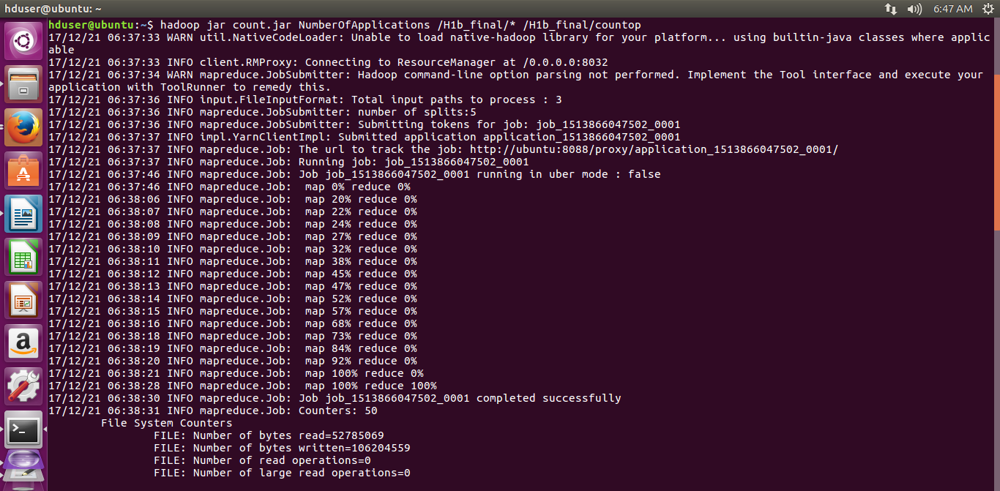 hduser@ubuntu: ~
6:47 AM
hduser@ubuntu:~$ hadoop jar count.jar NumberOfApplications /H1b_final/* /H1b_final/countop
17/12/21 06:37:33 WARN util.NativeCodeLoader: Unable to load native-hadoop library for your platform... using builtin-java classes where applic
able
17/12/21 06:37:33 INFO client.RMProxy: Connecting to ResourceManager at /0.0.0.0:8032
17/12/21 06:37:34 WARN mapreduce.JobSubmitter: Hadoop command-line option parsing not performed. Implement the Tool interface and execute your
application with ToolRunner to remedy this.
17/12/21 06:37:36 INFO input.FileInputFormat: Total input paths to process : 3
17/12/21 06:37:36 INFO mapreduce.JobSubmitter: number of splits:5
17/12/21 06:37:36 INFO mapreduce.JobSubmitter: Submitting tokens for job: job_1513866047502_0001
17/12/21 06:37:37 INFO impl.YarnClientImpl: Submitted application application_1513866047502_0001
17/12/21 06:37:37 INFO mapreduce.Job: The url to track the job: http://ubuntu:8088/proxy/application_1513866047502_0001/
17/12/21 06:37:37 INFO mapreduce.Job: Running job: job_1513866047502_0001
17/12/21 06:37:46 INFO mapreduce.Job: Job job_1513866047502_0001 running in uber mode : false
17/12/21 06:37:46 INFO mapreduce.Job:  map 0% reduce 0%
17/12/21 06:38:06 INFO mapreduce.Job:  map 20% reduce 0%
17/12/21 06:38:07 INFO mapreduce.Job:  map 22% reduce 0%
17/12/21 06:38:08 INFO mapreduce.Job:  map 24% reduce 0%
17/12/21 06:38:09 INFO mapreduce.Job:  map 27% reduce 0%
17/12/21 06:38:10 INFO mapreduce.Job:  map 32% reduce 0%
17/12/21 06:38:11 INFO mapreduce.Job:  map 38% reduce 0%
17/12/21 06:38:12 INFO mapreduce.Job:  map 45% reduce 0%
17/12/21 06:38:13 INFO mapreduce.Job:  map 47% reduce 0%
17/12/21 06:38:14 INFO mapreduce.Job:  map 52% reduce 0%
17/12/21 06:38:15 INFO mapreduce.Job:  map 57% reduce 0%
17/12/21 06:38:16 INFO mapreduce.Job:  map 68% reduce 0%
17/12/21 06:38:18 INFO mapreduce.Job:  map 73% reduce 0%
17/12/21 06:38:19 INFO mapreduce.Job:  map 84% reduce 0%
17/12/21 06:38:20 INFO mapreduce.Job:  map 92% reduce 0%
17/12/21 06:38:21 INFO mapreduce.Job:  map 100% reduce 0%
17/12/21 06:38:28 INFO mapreduce.Job:  map 100% reduce 100%
17/12/21 06:38:30 INFO mapreduce.Job: Job job_1513866047502_0001 completed successfully
17/12/21 06:38:31 INFO mapreduce.Job: Counters: 50
File System Counters
FILE: Number of bytes read=52785069
FILE: Number of bytes written=106204559
FILE: Number of read operations=0
FILE: Number of large read operations=0